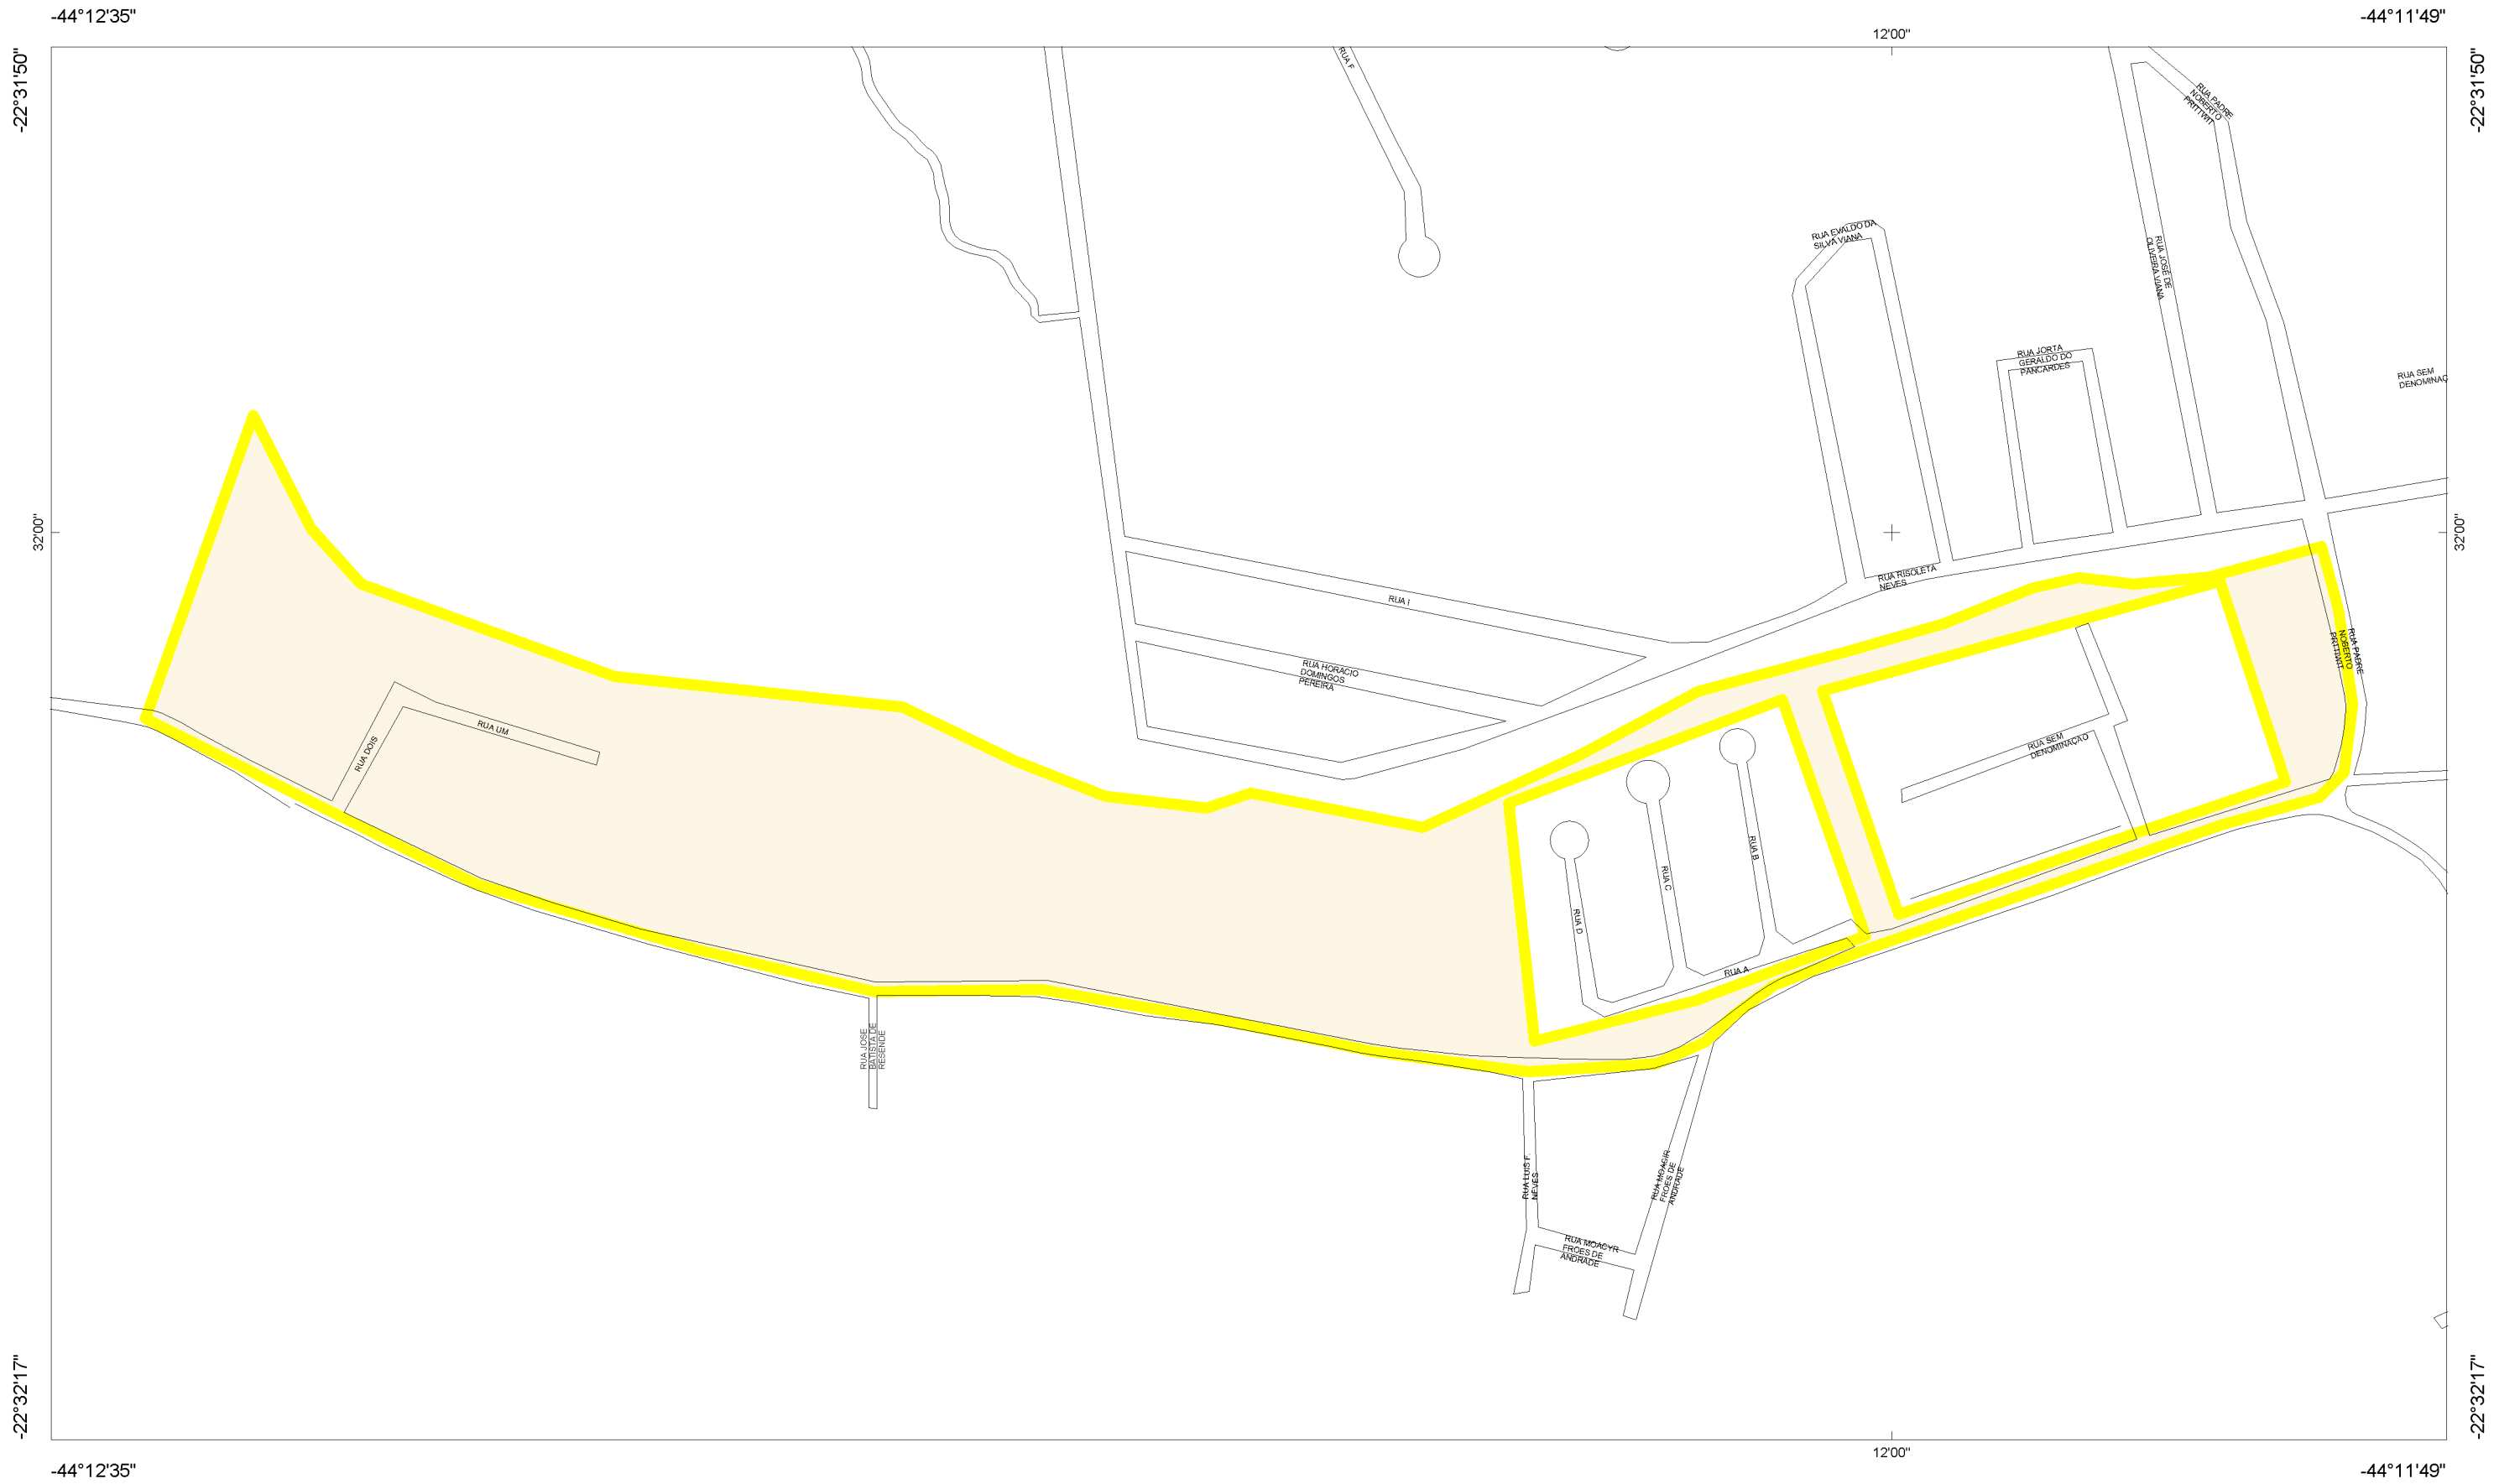 -44°12'35"
-44°11'49"
12'00"
-22°31'50"
-22°31'50"
RUA F
RUA PADRE
NOBERTO
PRITTWIT
RUA EVALDO DA
SILVA VIANA
RUA JOSÉ DE
OLIVEIRA VIANA
RUA JORTA
GERALDO DO
PANCARDES
RUA SEM
DENOMINAÇ
32'00"
32'00"
RUA RISOLETA
NEVES
RUA I
RUA HORACIO
DOMINGOS
PEREIRA
RUA PADRE
NOBERTO
PRITTWIT
RUA UM
RUA DOIS
RUA SEM
DENOMINAÇAO
RUA B
RUA C
RUA D
RUA A
RUA JOSE
BATISTA DE
RESENDE
RUA LUIS F.
NEVES
RUA MOACIR
FROES DE
ANDRADE
RUA MOACYR
FROES DE
ANDRADE
-22°32'17"
-22°32'17"
12'00"
-44°12'35"
-44°11'49"